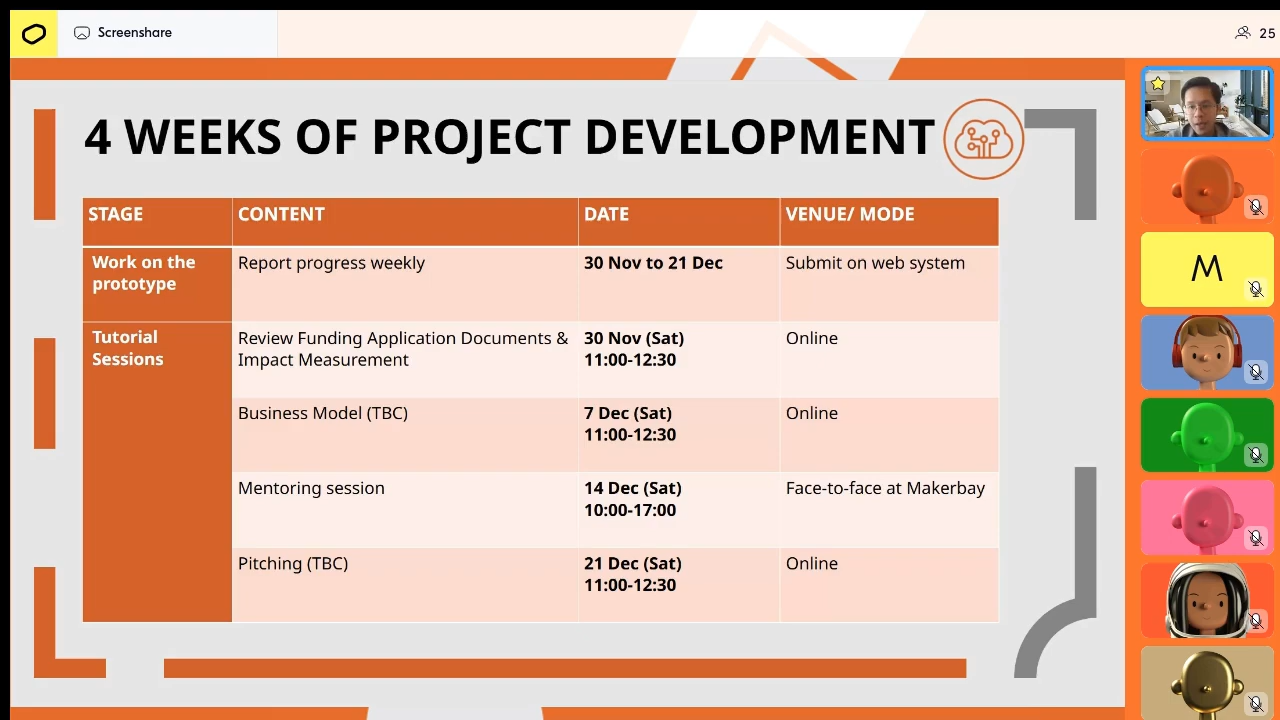 Screenshare
25
4 WEEKS OF PROJECT DEVELOPMENT
STAGE CONTENT DATE VENUE/ MODE
Work on the Report progress weekly 30 Nov to 21 Dec Submit on web system
prototype
Tutorial Review Funding Application Documents & 30 Nov (Sat) Online
Sessions Impact Measurement 11:00-12:30
Business Model (TBC) 7 Dec (Sat) Online
11:00-12:30
Mentoring session 14 Dec (Sat) Face-to-face at Makerbay
10:00-17:00
Pitching (TBC) 21 Dec (Sat) Online
11:00-12:30
M